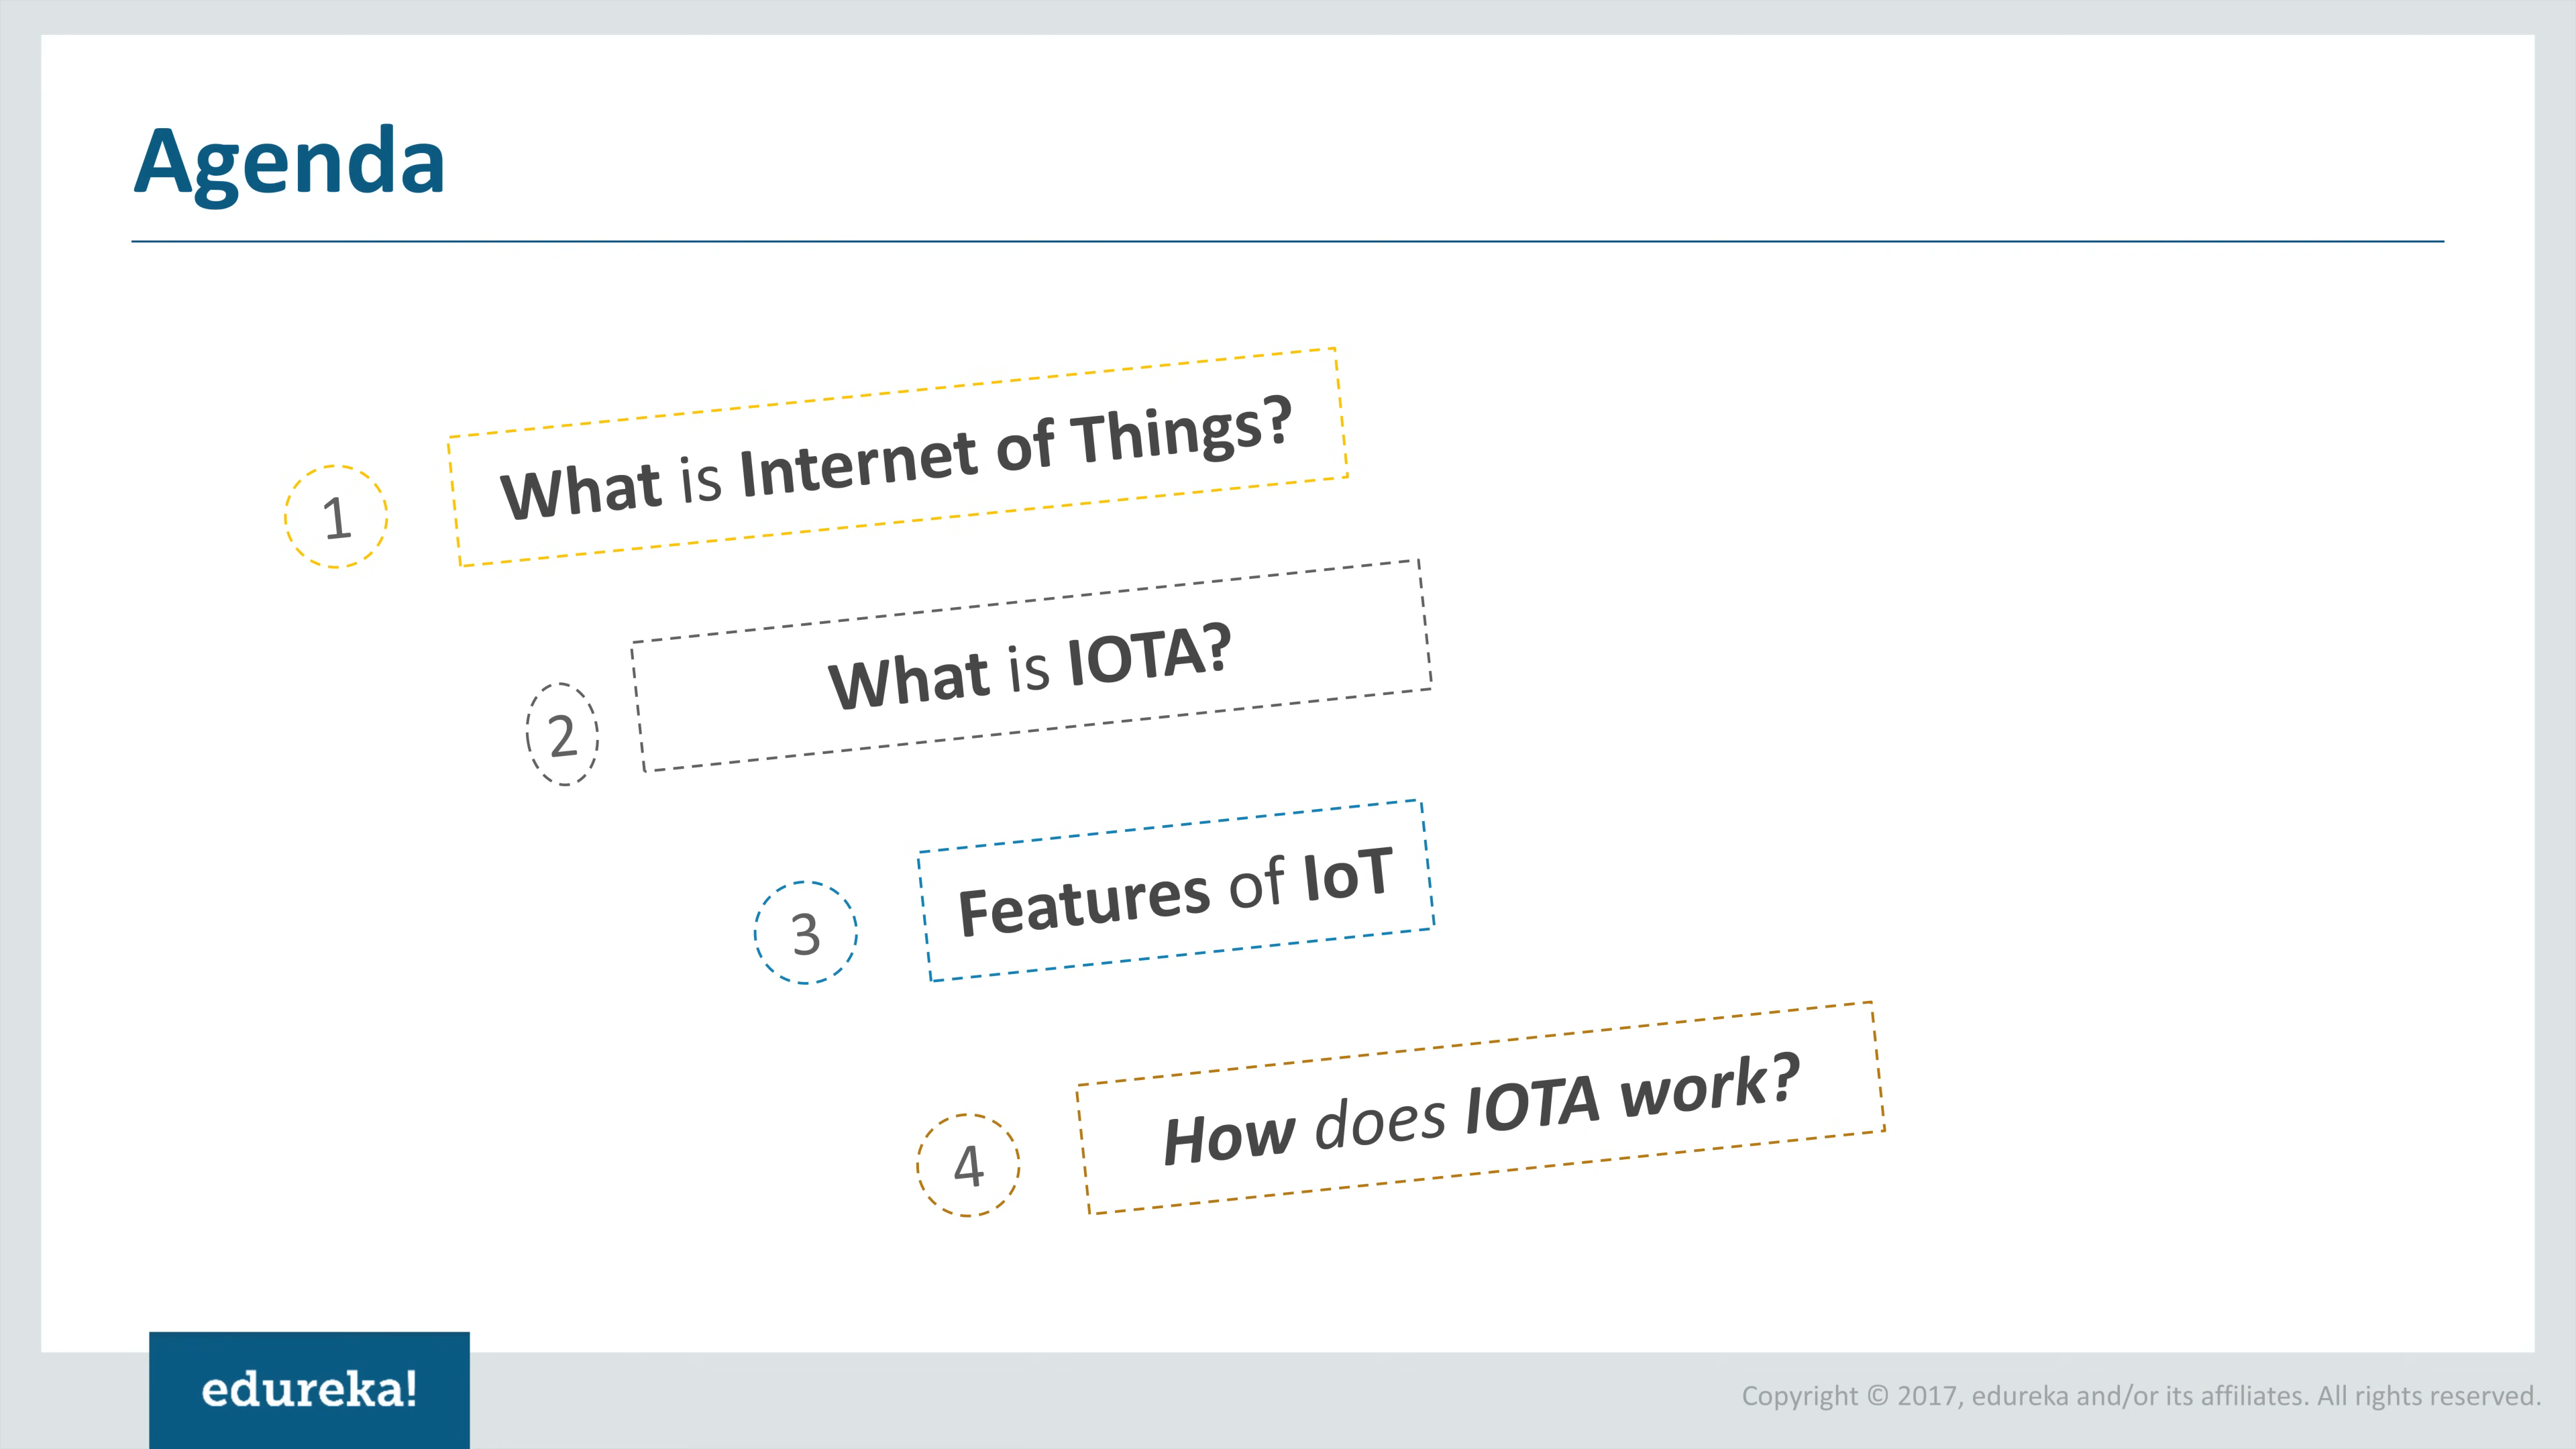 Agenda
1
What is Internet of Things?
2
What is IOTA?
3
Features of IoT
4
How does IOTA work?
edureka!
Copyright © 2017, edureka and/or its affiliates. All rights reserved.